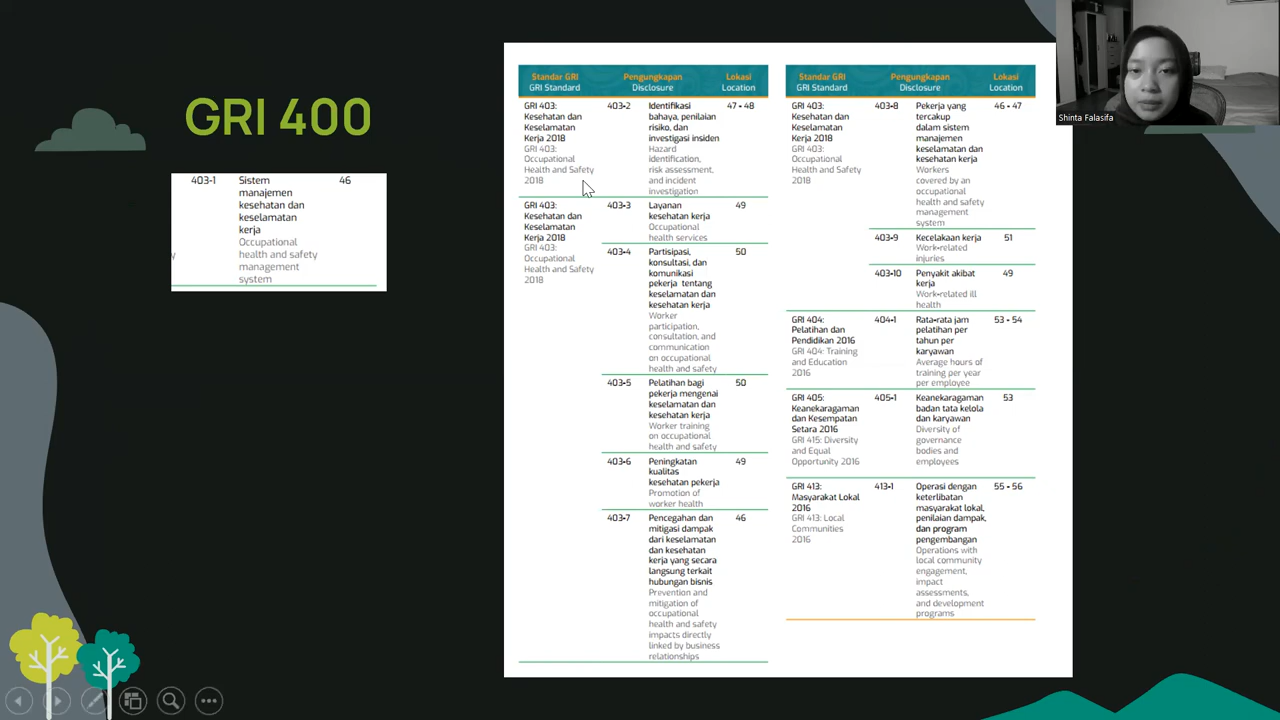 GRI 400
403-1 Sistem 46
manajemen
kesehatan dan
keselamatan
kerja
Occupational
y health and safety
management
system
Standar GRI Pengungkapan Lokasi
GRI Standard Disclosure Location
GRI 403: 403-2 Identifikasi 47 - 48
Kesehatan dan bahaya, penilaian
Keselamatan risiko, dan
Kerja 2018 investigasi insiden
GRI 403: Hazard
Occupational identification,
Health and Safety risk assessment,
2018 and incident
investigation
GRI 403: 403-3 Layanan 49
Kesehatan dan kesehatan kerja
Keselamatan Occupational
Kerja 2018 health services
GRI 403:
Occupational
Health and Safety
2018
403-4 Partisipasi, 50
konsultasi, dan
komunikasi
pekerja tentang
keselamatan dan
kesehatan kerja
Worker
participation,
consultation, and
communication
on occupational
health and safety
403-5 Pelatihan bagi 50
pekerja mengenai
keselamatan dan
kesehatan kerja
Worker training
on occupational
health and safety
403-6 Peningkatan 49
kualitas
kesehatan pekerja
Promotion of
worker health
403-7 Pencegahan dan 46
mitigasi dampak
dari keselamatan
dan kesehatan
kerja yang secara
langsung terkait
hubungan bisnis
Prevention and
mitigation of
occupational
health and safety
impacts directly
linked by business
relationships
Standar GRI Pengungkapan Lokasi
GRI Standard Disclosure Location
GRI 403: 403-8 Pekerja yang 46 - 47
Kesehatan dan tercakup
Keselamatan dalam sistem
Kerja 2018 manajemen
GRI 403: keselamatan dan
Occupational kesehatan kerja
Health and Safety Workers
2018 covered by an
occupational
health and safety
management
system
403-9 Kecelakaan kerja 51
Work-related
injuries
403-10 Penyakit akibat 49
kerja
Work-related ill
health
GRI 404: 404-1 Rata-rata jam 53 - 54
Pelatihan dan pelatihan per
Pendidikan 2016 tahun per
GRI 404: Training karyawan
and Education Average hours of
2016 training per year
per employee
GRI 405: 405-1 Keanekaragaman 53
Keanekaragaman badan tata kelola
dan Kesempatan dan karyawan
Setara 2016 Diversity of
GRI 415: Diversity governance
and Equal bodies and
Opportunity 2016 employees
GRI 413: 413-1 Operasi dengan 55 - 56
Masyarakat Lokal keterlibatan
2016 masyarakat lokal,
GRI 413: Local penilaian dampak,
Communities dan program
2016 pengembangan
Operations with
local community
engagement,
impact
assessments,
and development
programs
Shinta Falasifa